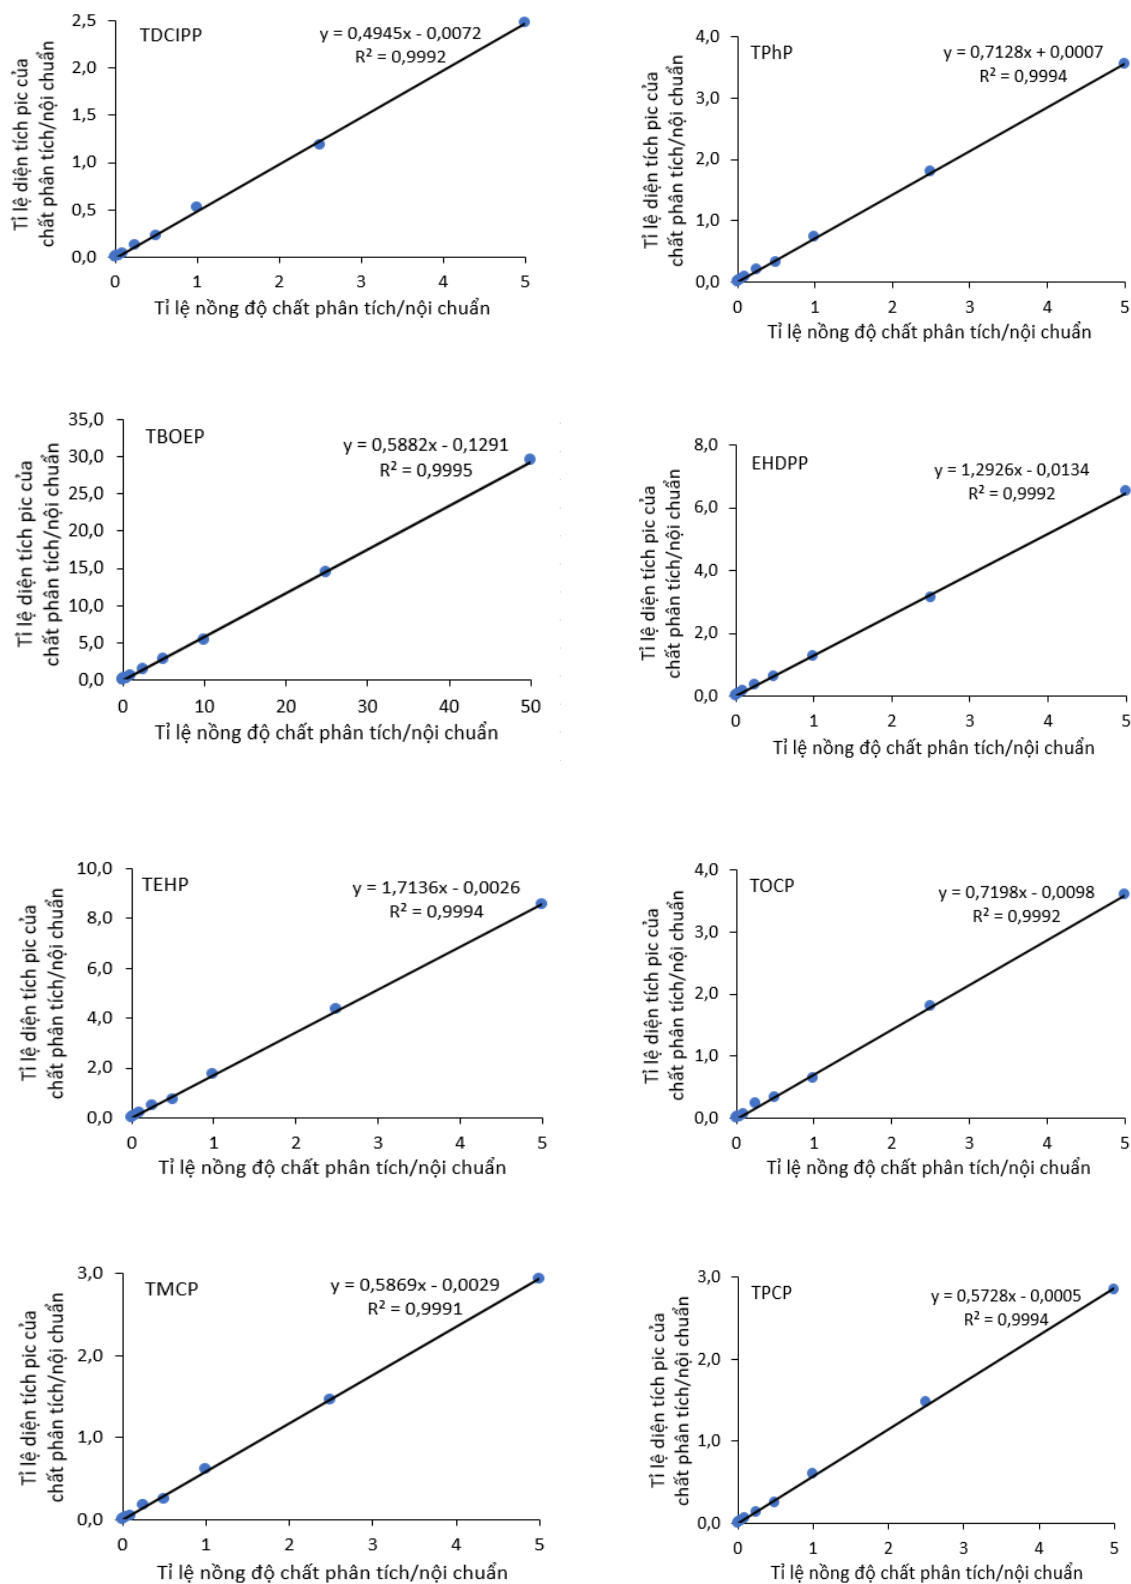 TDCIPP
y = 0,4945x - 0,0072
R² = 0,9992
Tỉ lệ diện tích pic của
chất phân tích/nội chuẩn
2,5
2,0
1,5
1,0
0,5
0,0
0 1 2 3 4 5
Tỉ lệ nồng độ chất phân tích/nội chuẩn
TPhP
y = 0,7128x + 0,0007
R² = 0,9994
Tỉ lệ diện tích pic của
chất phân tích/nội chuẩn
4,0
3,0
2,0
1,0
0,0
0 1 2 3 4 5
Tỉ lệ nồng độ chất phân tích/nội chuẩn
TBOEP
y = 0,5882x - 0,1291
R² = 0,9995
Tỉ lệ diện tích pic của
chất phân tích/nội chuẩn
35,0
30,0
25,0
20,0
15,0
10,0
5,0
0,0
0 10 20 30 40 50
Tỉ lệ nồng độ chất phân tích/nội chuẩn
EHDPP
y = 1,2926x - 0,0134
R² = 0,9992
Tỉ lệ diện tích pic của
chất phân tích/nội chuẩn
8,0
6,0
4,0
2,0
0,0
0 1 2 3 4 5
Tỉ lệ nồng độ chất phân tích/nội chuẩn
TEHP
y = 1,7136x - 0,0026
R² = 0,9994
Tỉ lệ diện tích pic của
chất phân tích/nội chuẩn
10,0
8,0
6,0
4,0
2,0
0,0
0 1 2 3 4 5
Tỉ lệ nồng độ chất phân tích/nội chuẩn
TOCP
y = 0,7198x - 0,0098
R² = 0,9992
Tỉ lệ diện tích pic của
chất phân tích/nội chuẩn
4,0
3,0
2,0
1,0
0,0
0 1 2 3 4 5
Tỉ lệ nồng độ chất phân tích/nội chuẩn
TMCP
y = 0,5869x - 0,0029
R² = 0,9991
Tỉ lệ diện tích pic của
chất phân tích/nội chuẩn
3,0
2,0
1,0
0,0
0 1 2 3 4 5
Tỉ lệ nồng độ chất phân tích/nội chuẩn
TPCP
y = 0,5728x - 0,0005
R² = 0,9994
Tỉ lệ diện tích pic của
chất phân tích/nội chuẩn
3,0
2,0
1,0
0,0
0 1 2 3 4 5
Tỉ lệ nồng độ chất phân tích/nội chuẩn